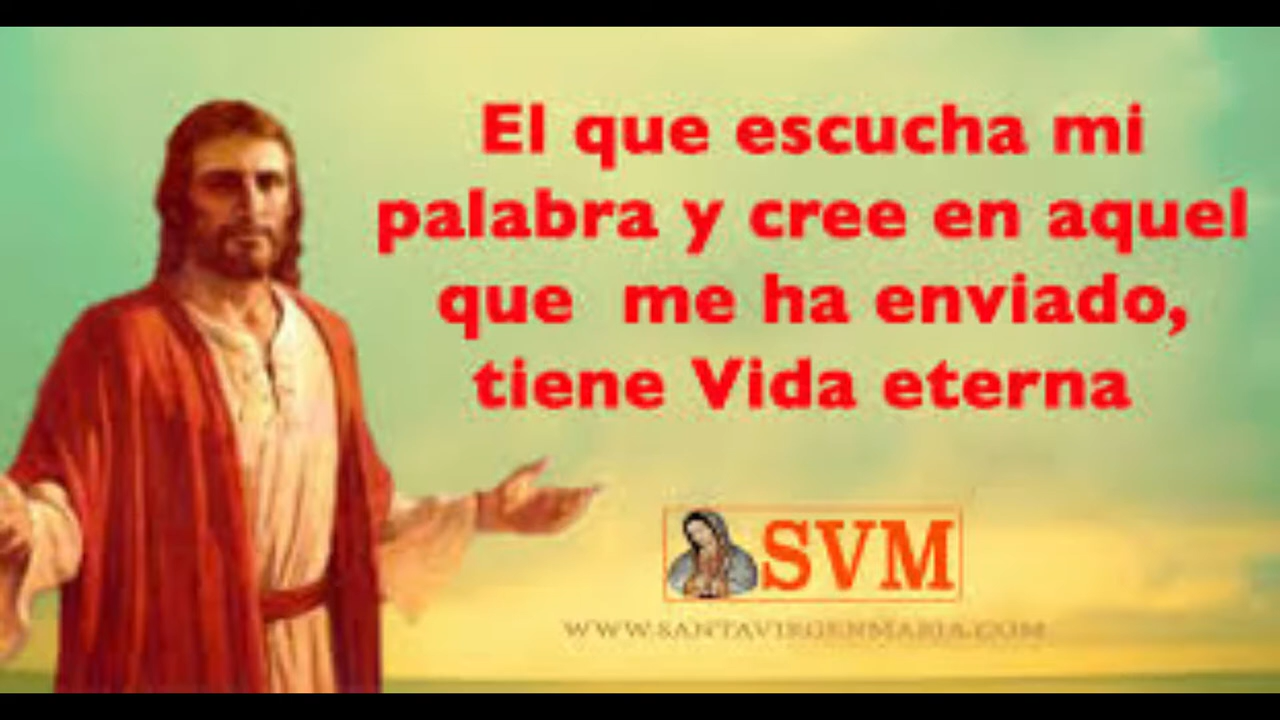 El que escucha mi
palabra y cree en aquel
que me ha enviado,
tiene Vida eterna
SVM
WWW.SANTAVIRGENMARIA.COM